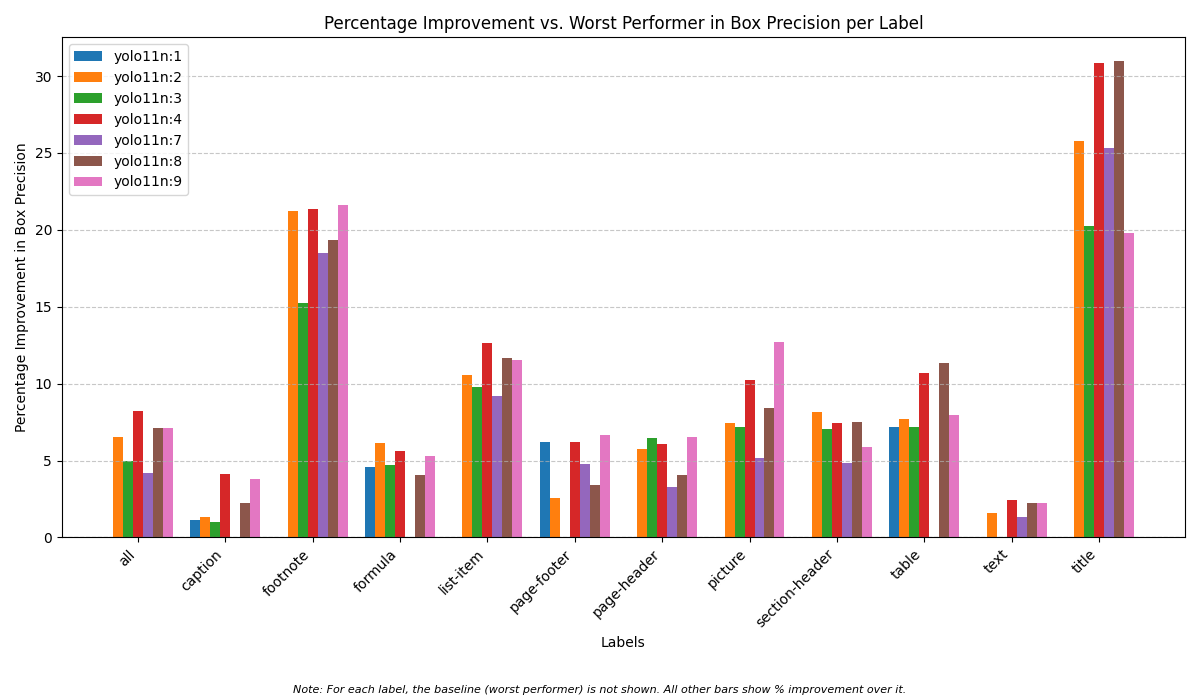 Percentage Improvement vs. Worst Performer in Box Precision per Label
yolo11n:1
yolo11n:2
yolo11n:3
yolo11n:4
yolo11n:7
yolo11n:8
yolo11n:9
Percentage Improvement in Box Precision
30
25
20
15
10
5
0
all
caption
footnote
formula
list-item
page-footer
page-header
picture
section-header
table
text
title
Labels
Note: For each label, the baseline (worst performer) is not shown. All other bars show % improvement over it.